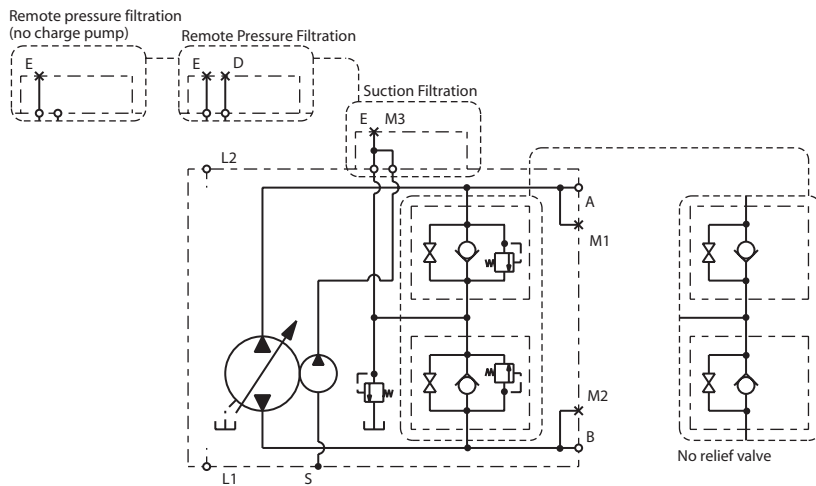 Remote pressure filtration
(no charge pump)
Remote Pressure Filtration
E
E
D
Suction Filtration
E
M3
L2
A
M1
M2
B
No relief valve
L1
S